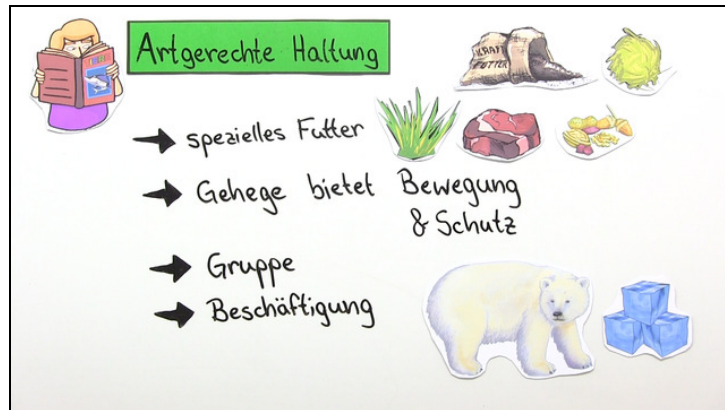 Artgerechte Haltung
KRAFT
FUTTER
spezielles Futter
Gehege bietet Bewegung
& Schutz
Gruppe
Beschäftigung